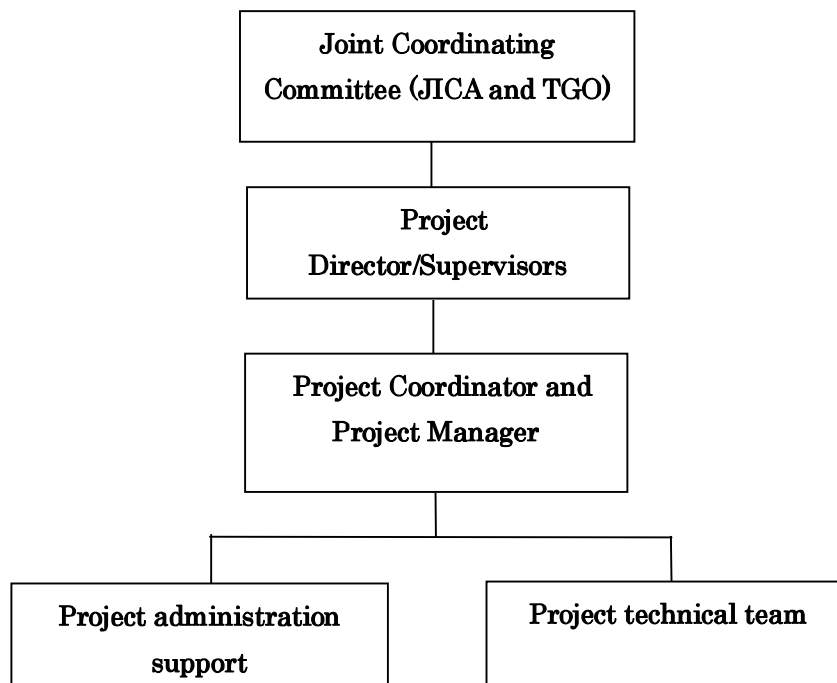 Joint Coordinating
Committee (JICA and TGO)
Project
Director/Supervisors
Project Coordinator and
Project Manager
Project administration
support
Project technical team